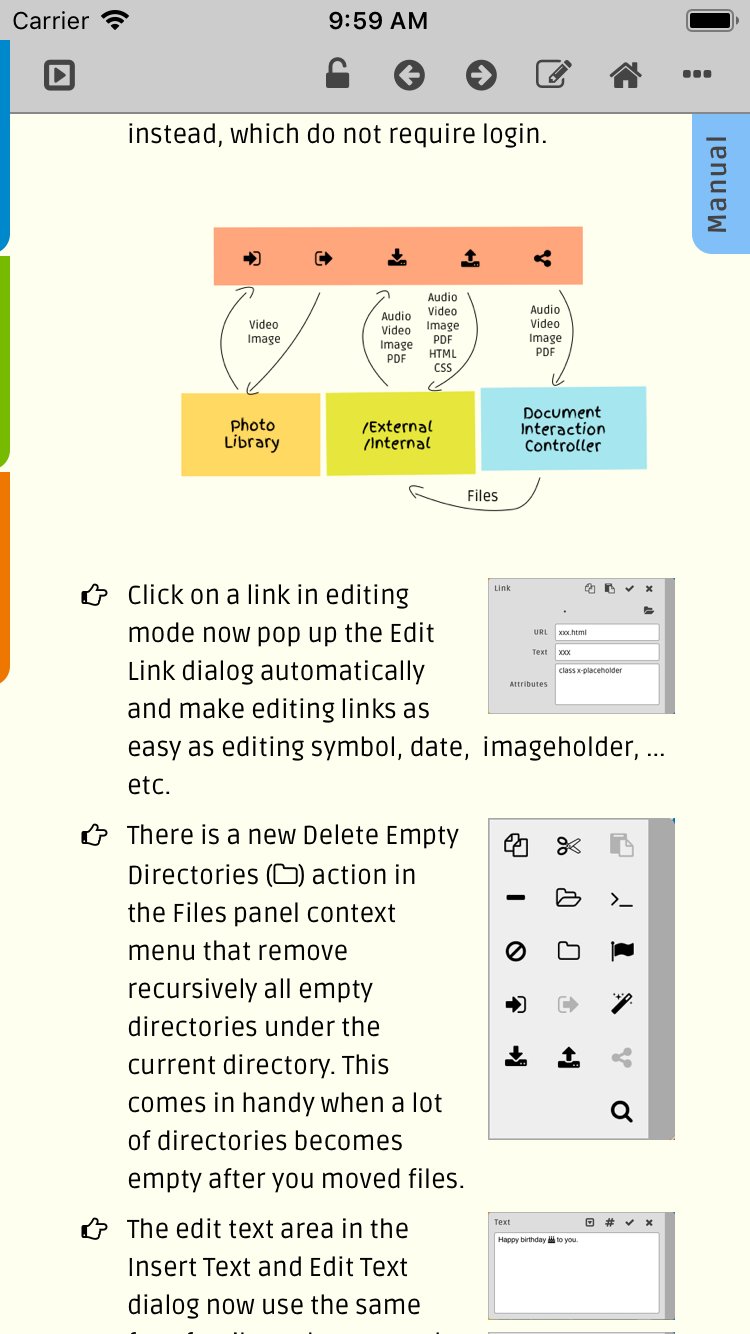 Carrier 9:59 AM
Manual
instead, which do not require login.
Video
Image
Audio
Video
Image
PDF
Audio
Video
Image
PDF
HTML
CSS
Audio
Video
Image
PDF
Photo
Library
/External
/Internal
Document
Interaction
Controller
Files
Click on a link in editing
mode now pop up the Edit
Link dialog automatically
and make editing links as
easy as editing symbol, date, imageholder, ...
etc.
Link
URL xxx.html
Text xxx
Attributes class x-placeholder
There is a new Delete Empty
Directories () action in
the Files panel context
menu that remove
recursively all empty
directories under the
current directory. This
comes in handy when a lot
of directories becomes
empty after you moved files.
The edit text area in the
Insert Text and Edit Text
dialog now use the same
Text
Happy birthday to you.